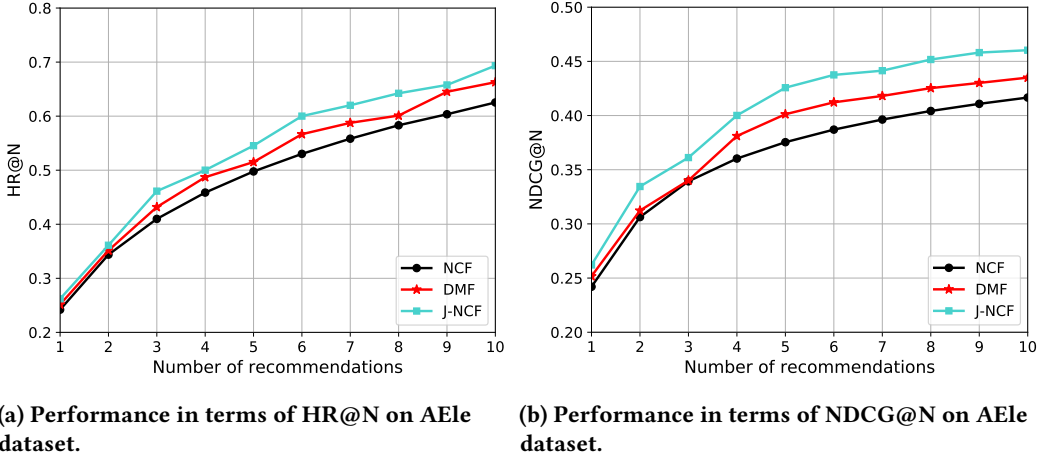 0.8
0.7
0.6
0.5
0.4
0.3
0.2
HR@N
1 2 3 4 5 6 7 8 9 10
Number of recommendations
NCF
DMF
J-NCF
0.50
0.45
0.40
0.35
0.30
0.25
0.20
NDCG@N
1 2 3 4 5 6 7 8 9 10
Number of recommendations
NCF
DMF
J-NCF
(a) Performance in terms of HR@N on AEle
dataset.
(b) Performance in terms of NDCG@N on AEle
dataset.